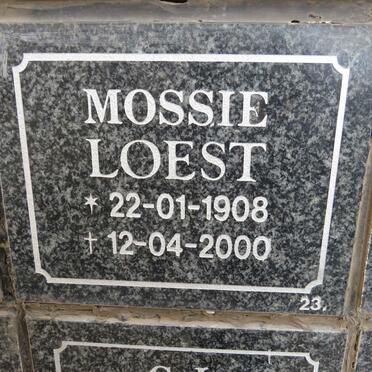 MOSSIE
LOEST
* 22-01-1908
† 12-04-2000
23.